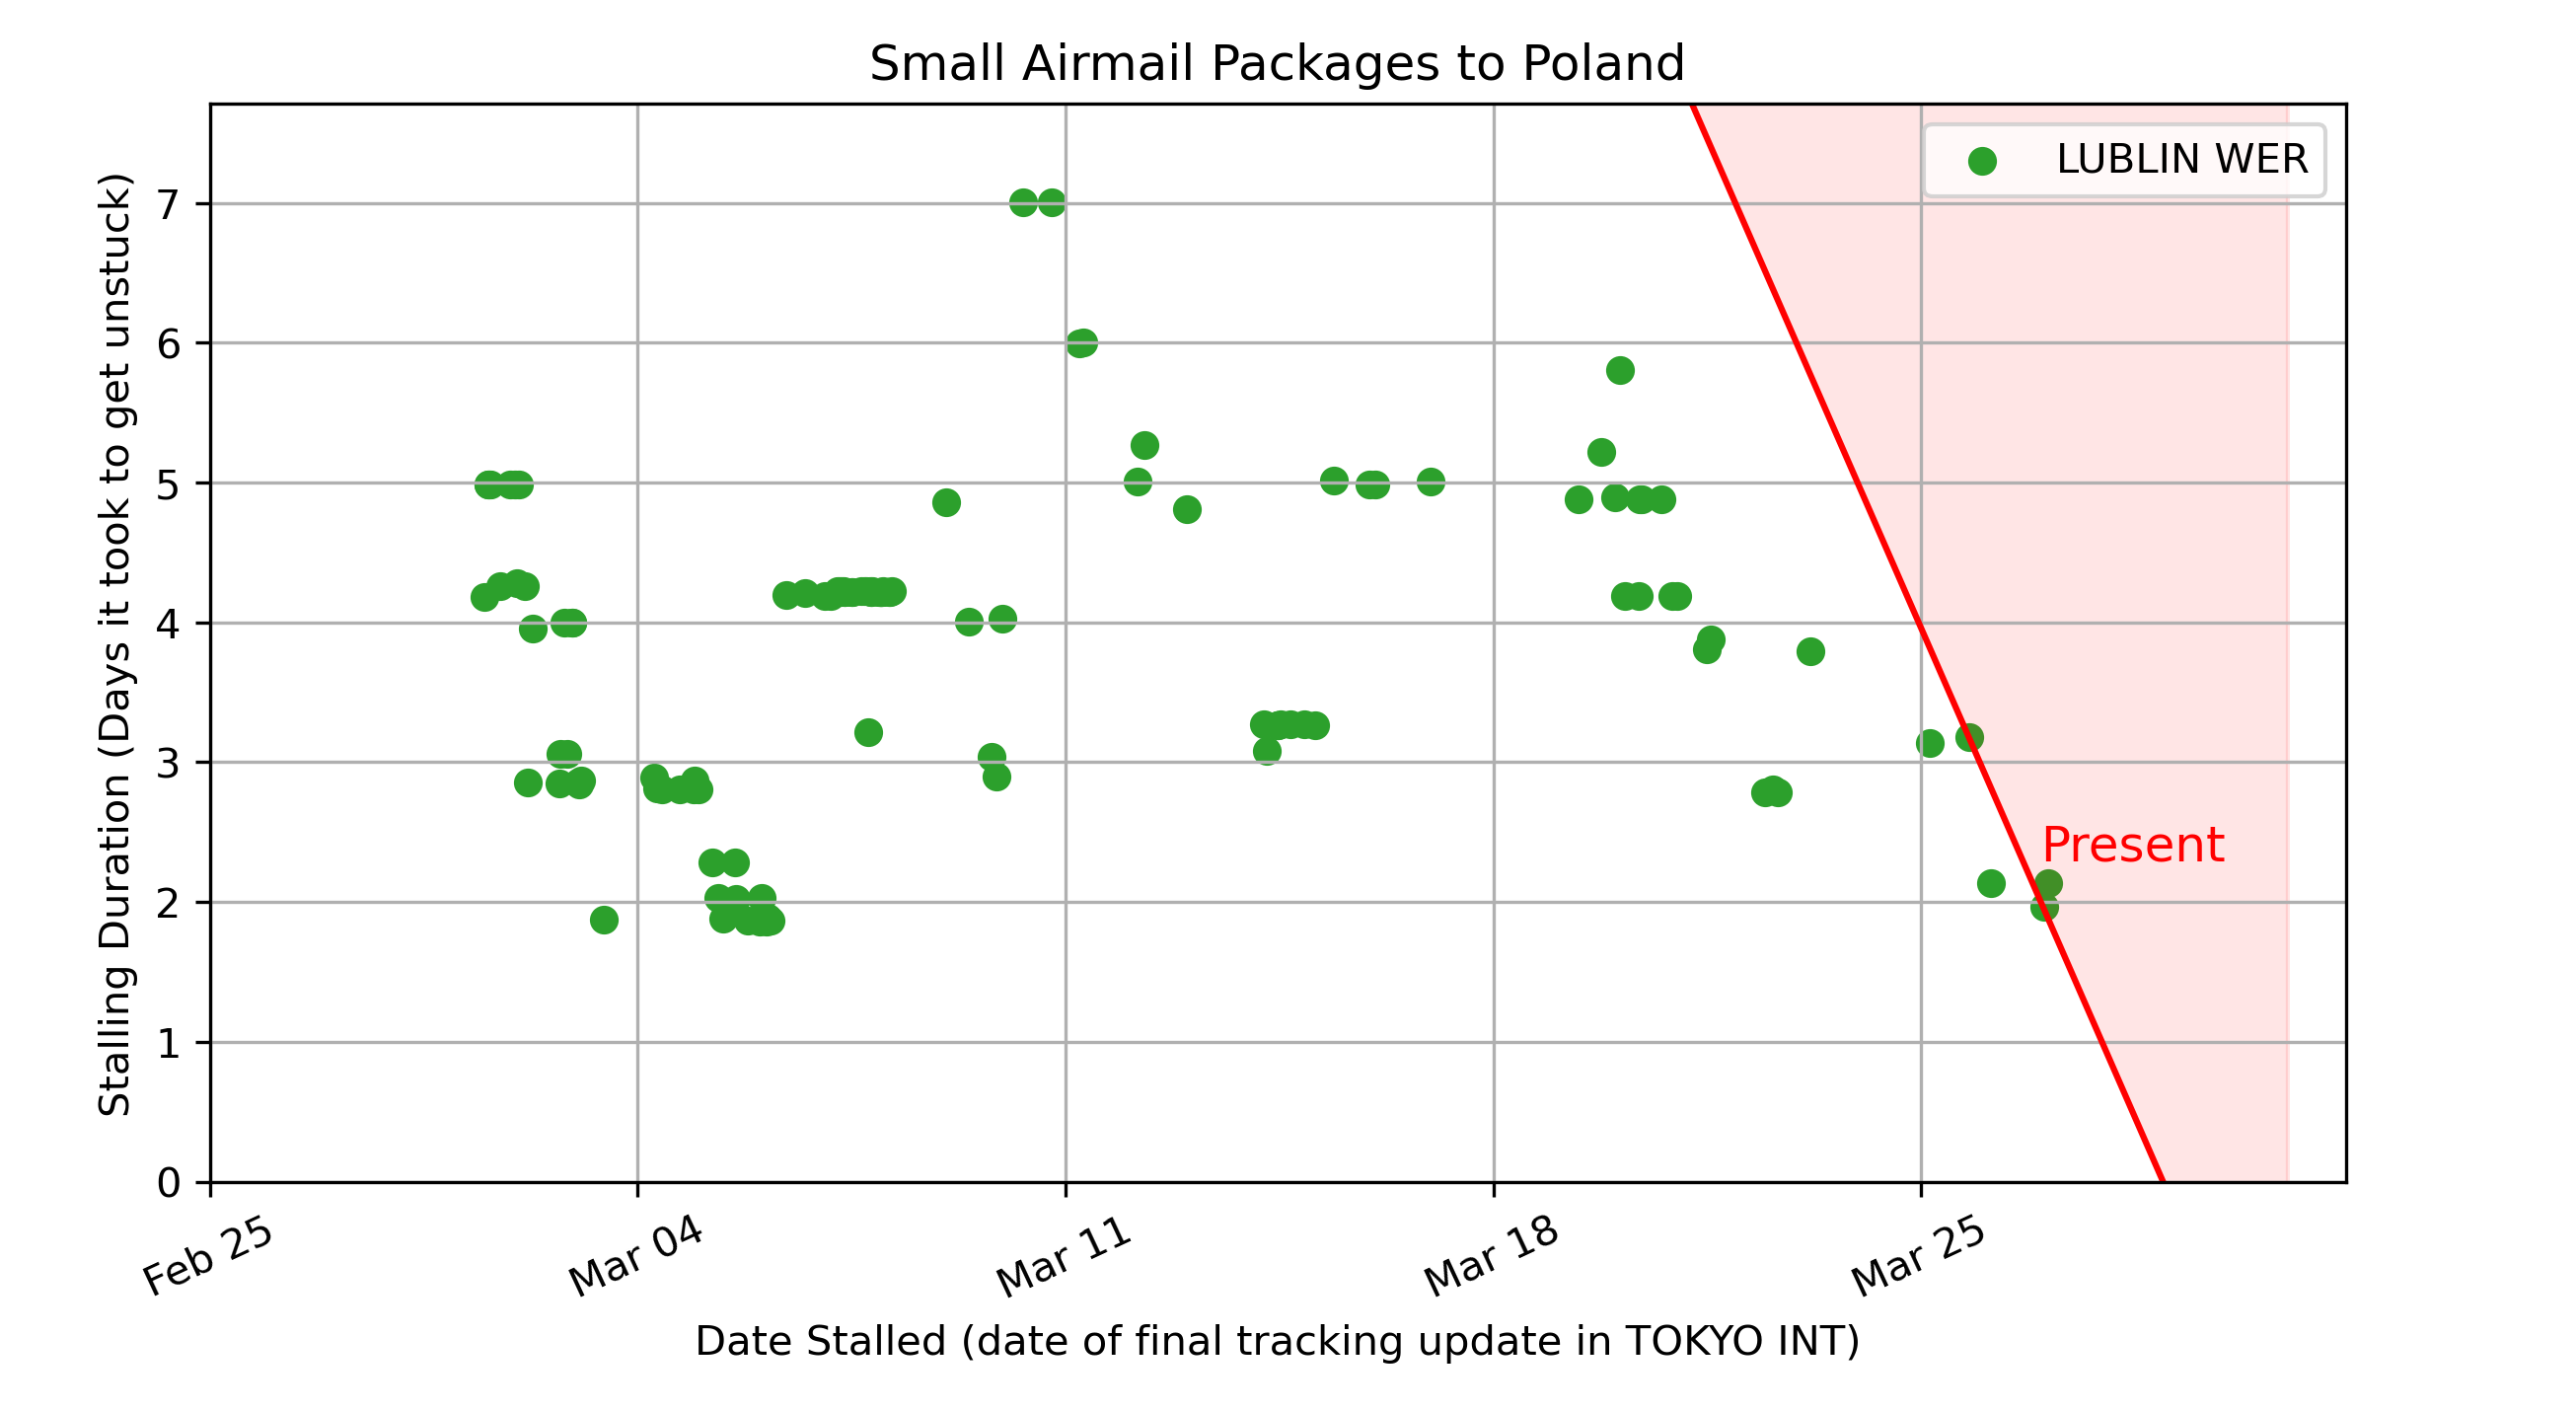 Small Airmail Packages to Poland
LUBLIN WER
Stalling Duration (Days it took to get unstuck)
7
6
5
4
3
2
1
0
Present
Feb 25
Mar 04
Mar 11
Mar 18
Mar 25
Date Stalled (date of final tracking update in TOKYO INT)